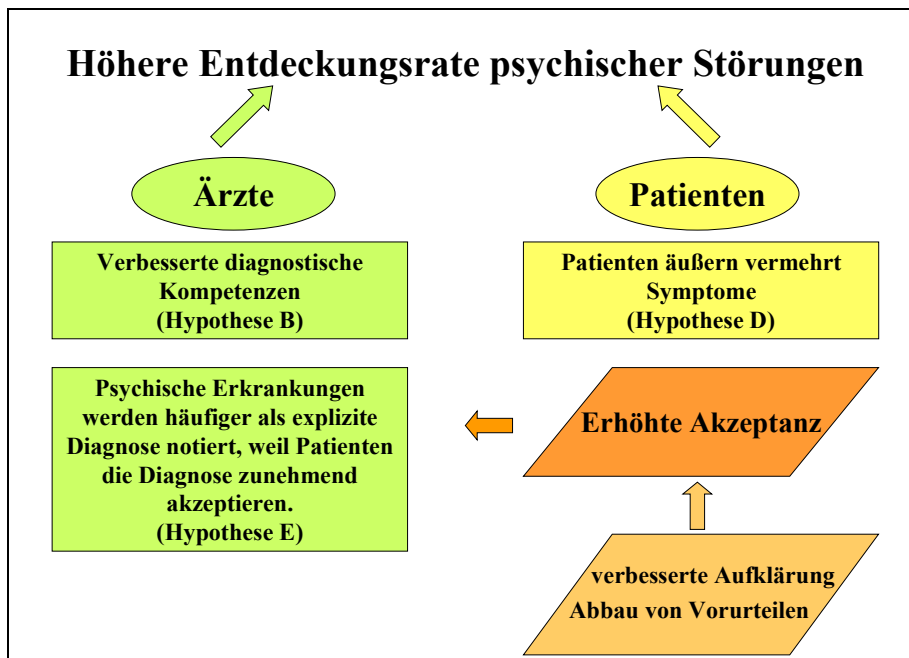 Höhere Entdeckungsrate psychischer Störungen
Ärzte
Verbesserte diagnostische
Kompetenzen
(Hypothese B)
Psychische Erkrankungen
werden häufiger als explizite
Diagnose notiert, weil Patienten
die Diagnose zunehmend
akzeptieren.
(Hypothese E)
Patienten
Patienten äußern vermehrt
Symptome
(Hypothese D)
Erhöhte Akzeptanz
verbesserte Aufklärung
Abbau von Vorurteilen